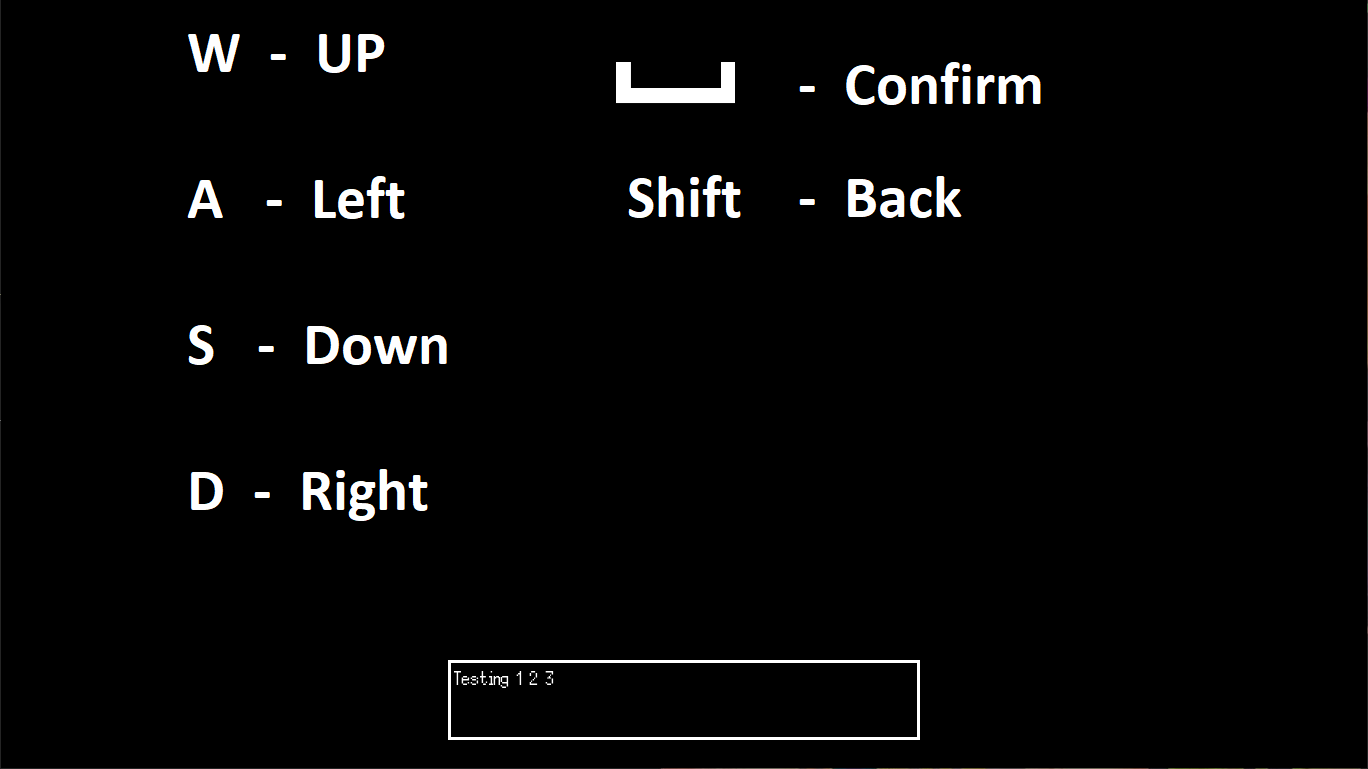 W - UP
- Confirm
A - Left
Shift - Back
S - Down
D - Right
Testing 1 2 3